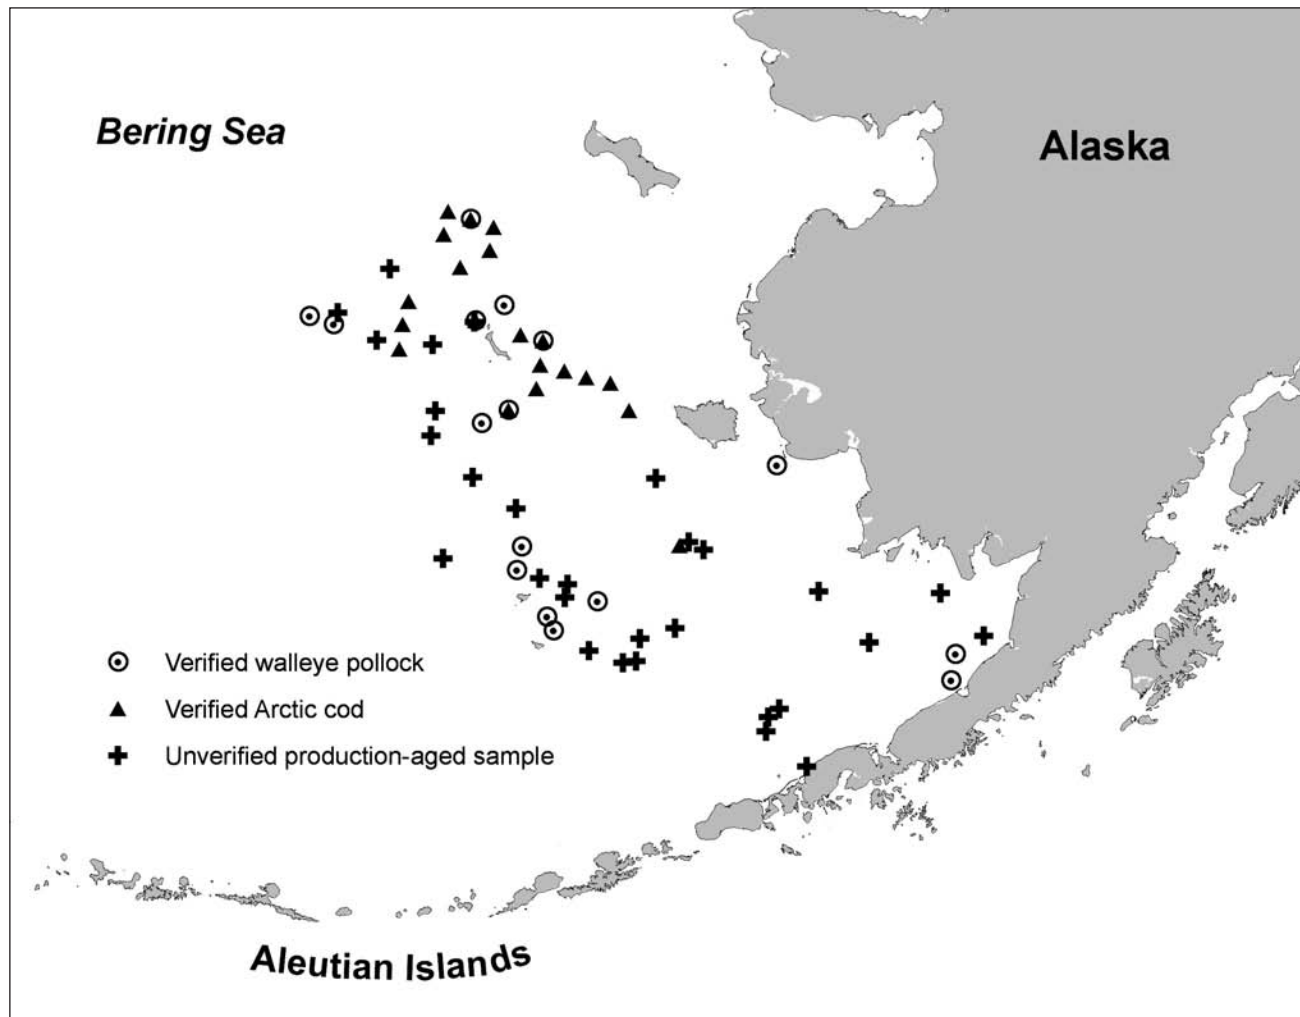 Bering Sea
Alaska
Verified walleye pollock
Verified Arctic cod
Unverified production-aged sample
Aleutian Islands